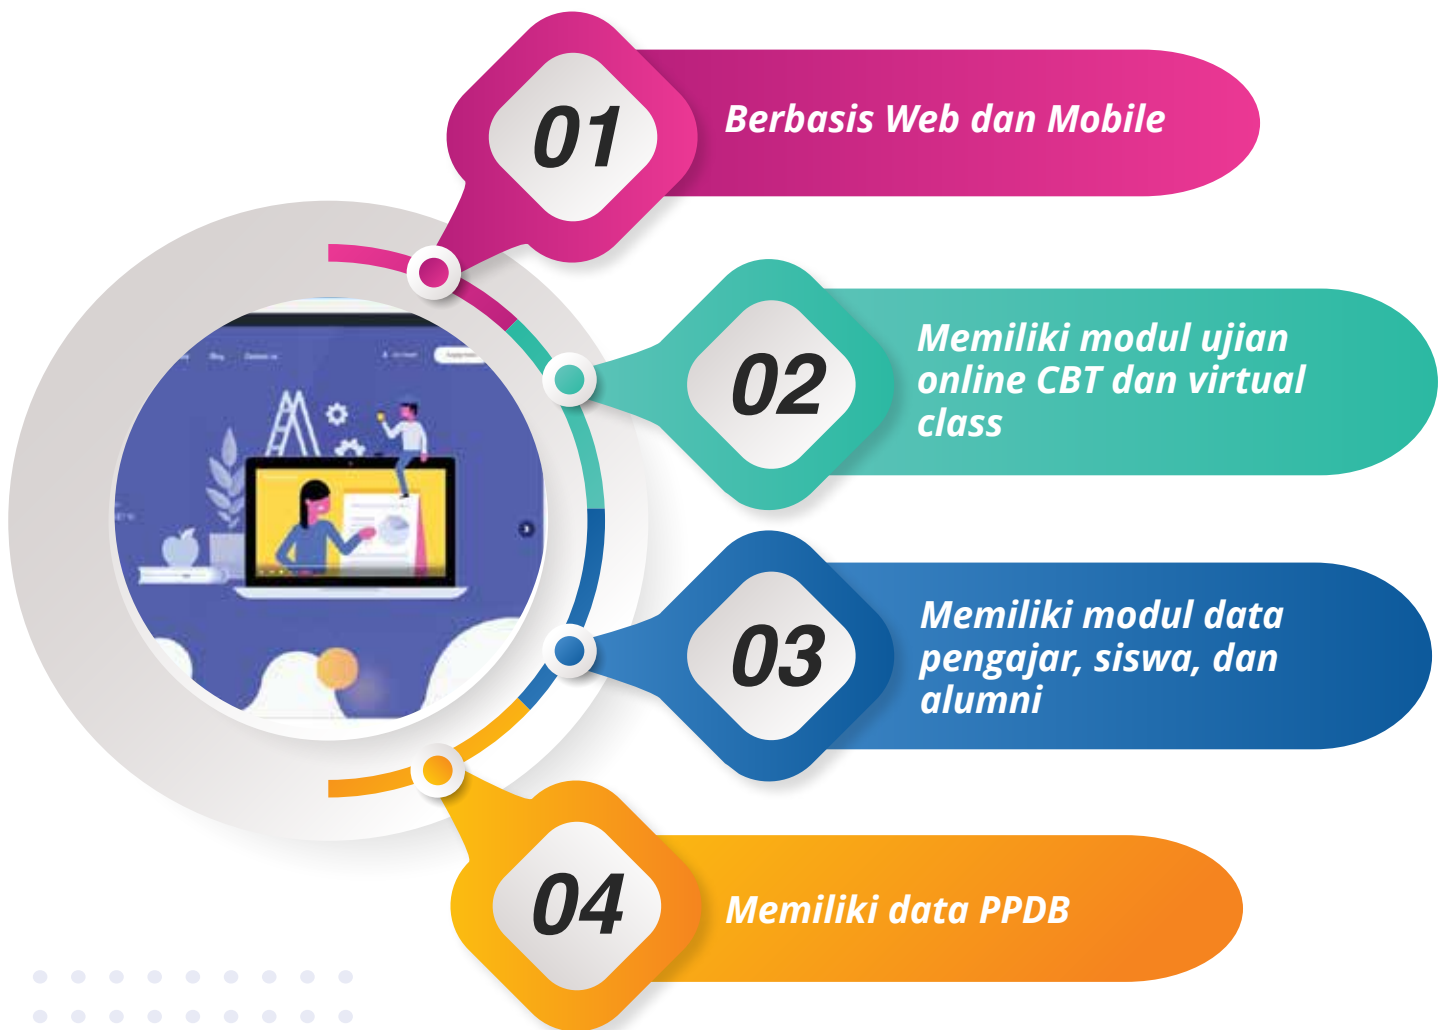 01
Berbasis Web dan Mobile
02
Memiliki modul ujian
online CBT dan virtual
class
03
Memiliki modul data
pengajar, siswa, dan
alumni
04
Memiliki data PPDB